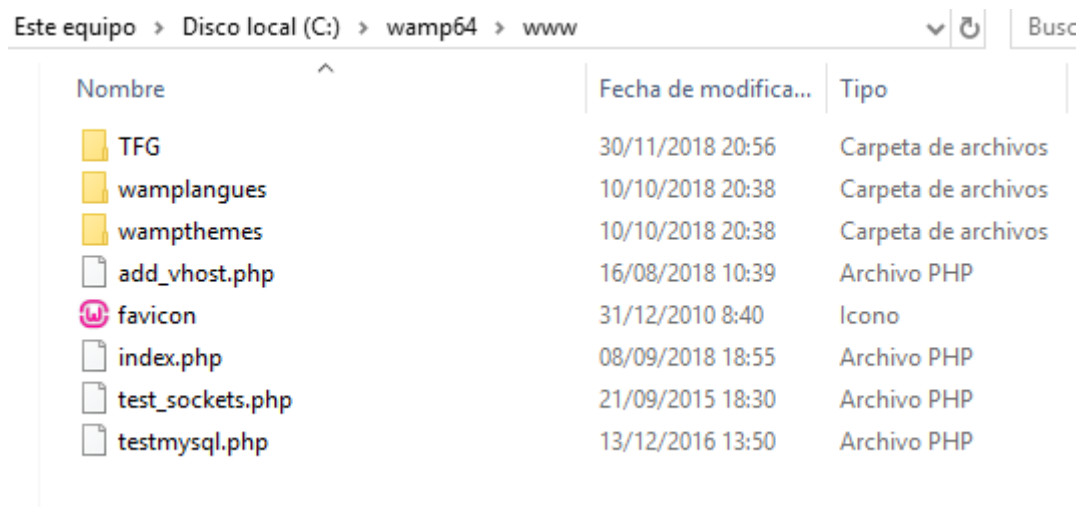 Este equipo > Disco local (C:) > wamp64 > www Busc
Nombre Fecha de modifica... Tipo
TFG 30/11/2018 20:56 Carpeta de archivos
wamplangues 10/10/2018 20:38 Carpeta de archivos
wampthemes 10/10/2018 20:38 Carpeta de archivos
add_vhost.php 16/08/2018 10:39 Archivo PHP
favicon 31/12/2010 8:40 Icono
index.php 08/09/2018 18:55 Archivo PHP
test_sockets.php 21/09/2015 18:30 Archivo PHP
testmysql.php 13/12/2016 13:50 Archivo PHP